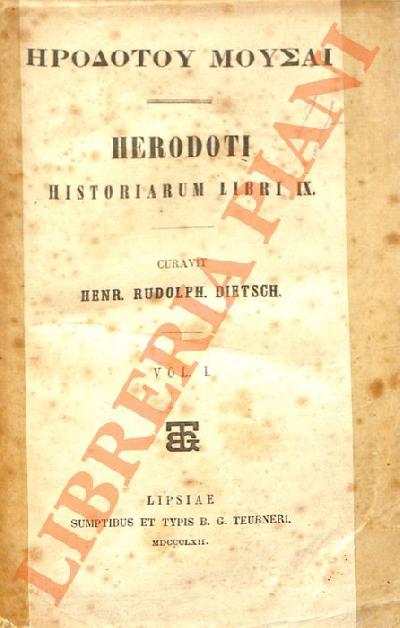 ΗΡΟΔΟΤΟΥ ΜΟΥΣΑΙ
HERODOTI
HISTORIARUM LIBRI IX.
CURAVIT
HENR. RUDOLPH. DIETSCH.
VOL. I.
BTG
LIPSIAE
SUMPTIBUS ET TYPIS B. G. TEUBNERI.
MDCCCLXII.
LIBRERIA PIANI